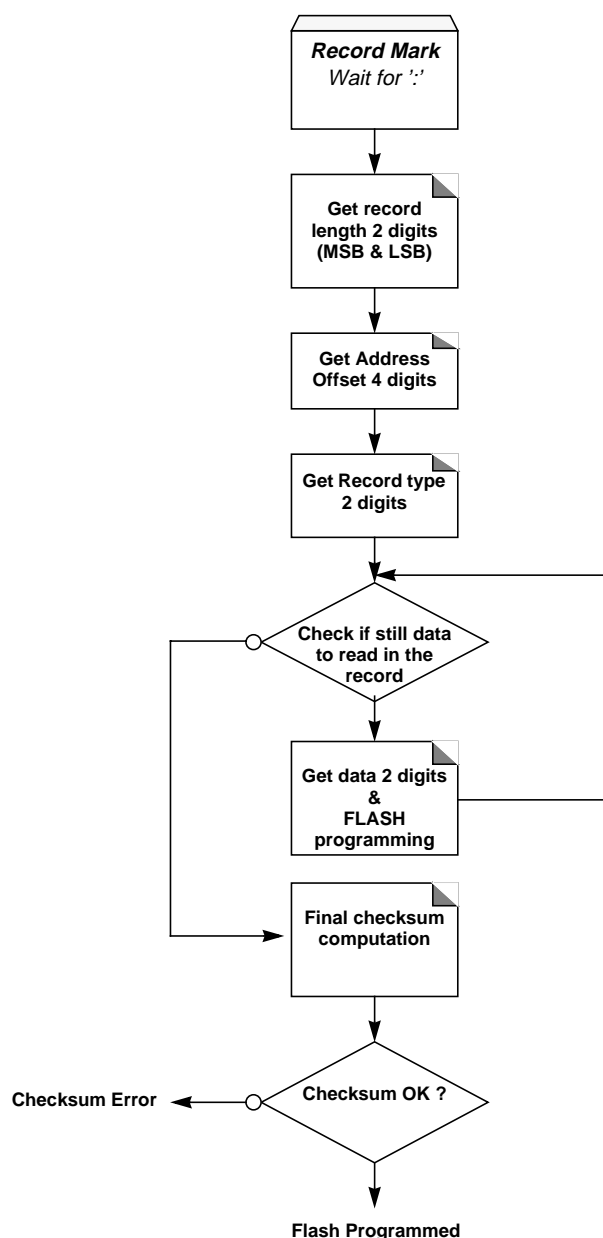 Record Mark
Wait for ’:’
Get record
length 2 digits
(MSB & LSB)
Get Address
Offset 4 digits
Get Record type
2 digits
Check if still data
to read in the
record
Get data 2 digits
&
FLASH
programming
Final checksum
computation
Checksum OK ?
Checksum Error
Flash Programmed